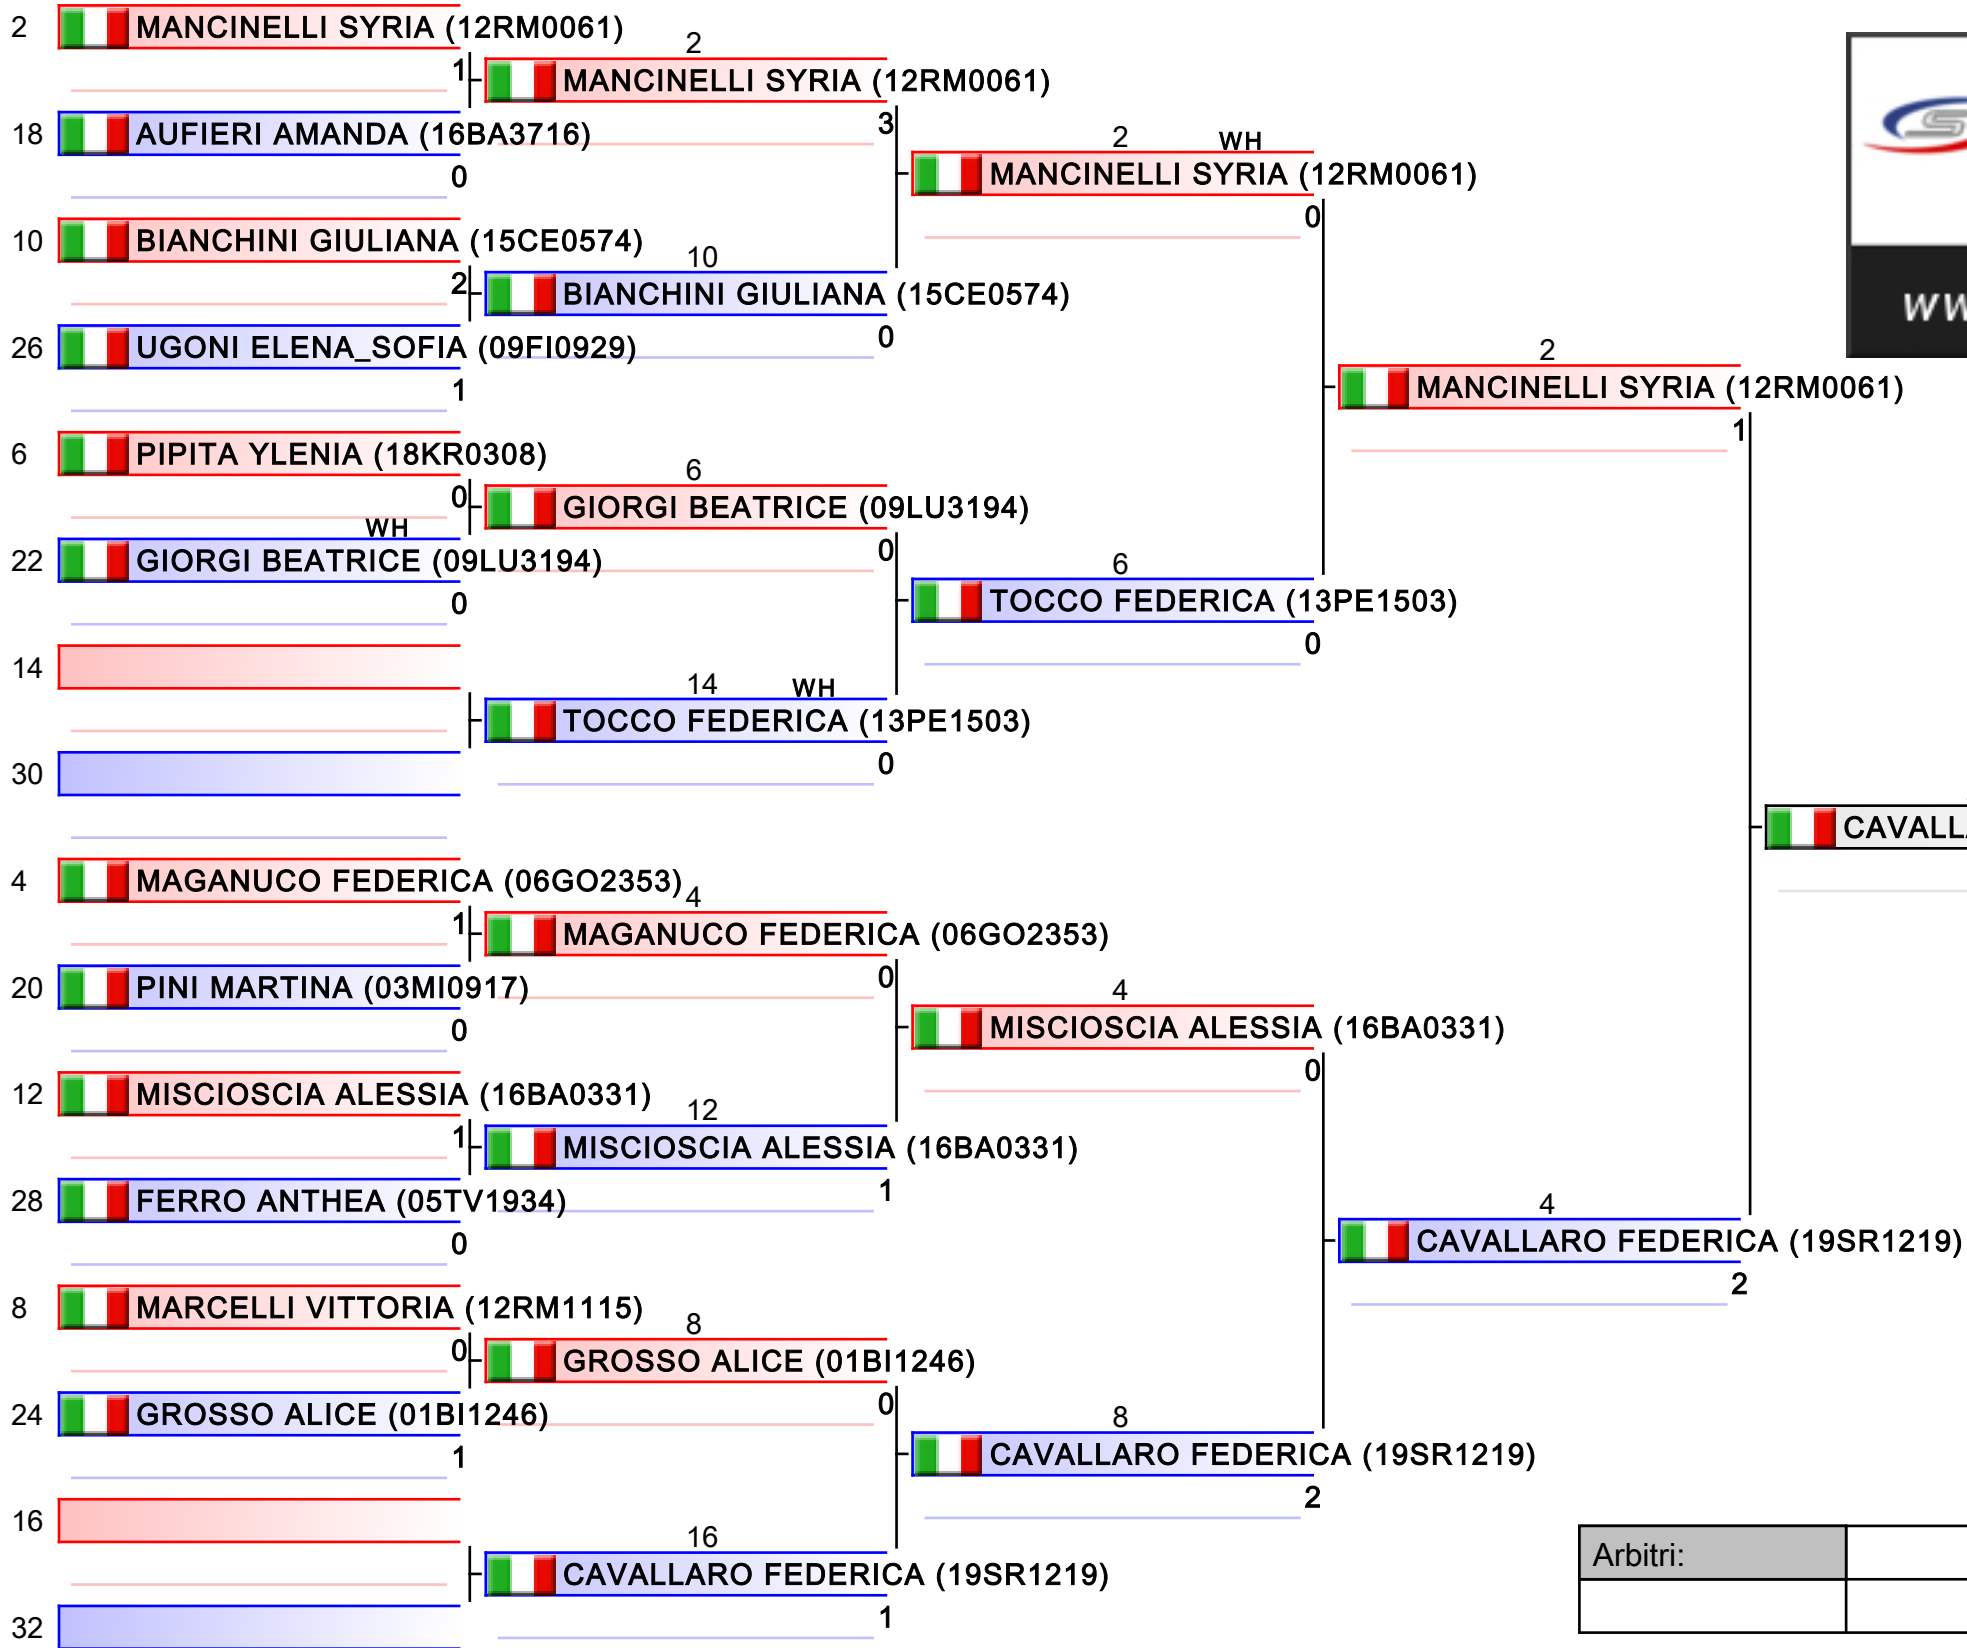 2 MANCINELLI SYRIA (12RM0061)
1
18 AUFIERI AMANDA (16BA3716)
0
10 BIANCHINI GIULIANA (15CE0574)
2
26 UGONI ELENA_SOFIA (09FI0929)
1
6 PIPITA YLENIA (18KR0308)
0
WH
22 GIORGI BEATRICE (09LU3194)
0
14
30
4 MAGANUCO FEDERICA (06GO2353)
1
20 PINI MARTINA (03MI0917)
0
12 MISCIOSCIA ALESSIA (16BA0331)
1
28 FERRO ANTHEA (05TV1934)
0
8 MARCELLI VITTORIA (12RM1115)
0
24 GROSSO ALICE (01BI1246)
1
16
32
2
MANCINELLI SYRIA (12RM0061)
3
10
BIANCHINI GIULIANA (15CE0574)
0
6
GIORGI BEATRICE (09LU3194)
0
14 WH
TOCCO FEDERICA (13PE1503)
0
4
MAGANUCO FEDERICA (06GO2353)
0
12
MISCIOSCIA ALESSIA (16BA0331)
1
8
GROSSO ALICE (01BI1246)
0
16
CAVALLARO FEDERICA (19SR1219)
1
2 WH
MANCINELLI SYRIA (12RM0061)
0
6
TOCCO FEDERICA (13PE1503)
0
4
MISCIOSCIA ALESSIA (16BA0331)
0
8
CAVALLARO FEDERICA (19SR1219)
2
2
MANCINELLI SYRIA (12RM0061)
1
4
CAVALLARO FEDERICA (19SR1219)
2
CAVALL
Arbitri: